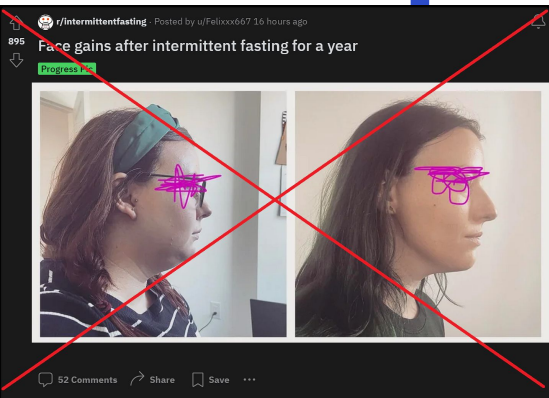 r/intermittentfasting · Posted by u/Felixxx667 16 hours ago
895
Face gains after intermittent fasting for a year
Progress Pic
52 Comments Share Save